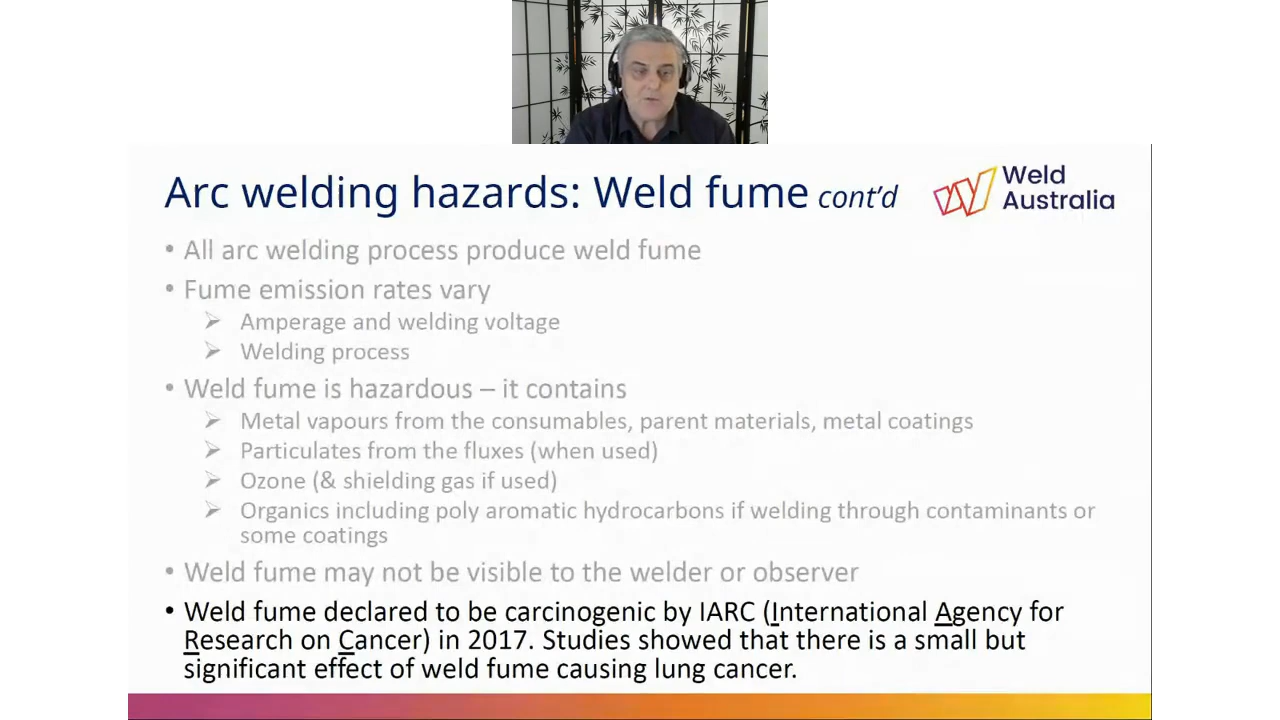 Arc welding hazards: Weld fume cont’d
Weld
Australia
• All arc welding process produce weld fume
• Fume emission rates vary
➢ Amperage and welding voltage
➢ Welding process
• Weld fume is hazardous – it contains
➢ Metal vapours from the consumables, parent materials, metal coatings
➢ Particulates from the fluxes (when used)
➢ Ozone (& shielding gas if used)
➢ Organics including poly aromatic hydrocarbons if welding through contaminants or
some coatings
• Weld fume may not be visible to the welder or observer
• Weld fume declared to be carcinogenic by IARC (International Agency for
Research on Cancer) in 2017. Studies showed that there is a small but
significant effect of weld fume causing lung cancer.